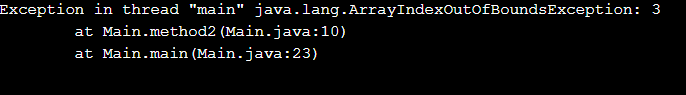 Exception in thread "main" java.lang.ArrayIndexOutOfBoundsException: 3
at Main.method2(Main.java:10)
at Main.main(Main.java:23)